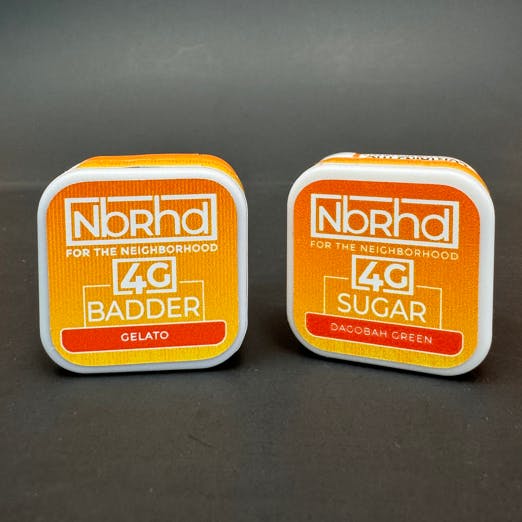 NbRhd
FOR THE NEIGHBORHOOD
4G
BADDER
GELATO
NbRhd
FOR THE NEIGHBORHOOD
4G
SUGAR
DAGOBAH GREEN